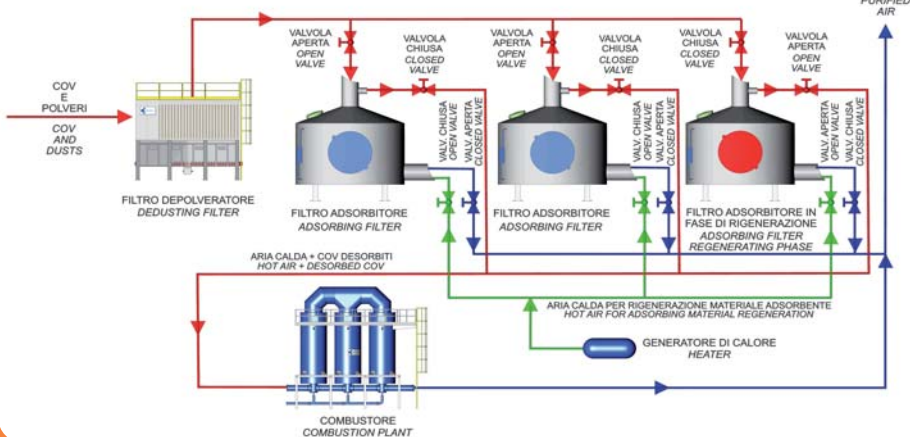 PURIFIED
AIR
VALVOLA
APERTA
OPEN
VALVE
VALVOLA
CHIUSA
CLOSED
VALVE
VALVOLA
APERTA
OPEN
VALVE
VALVOLA
CHIUSA
CLOSED
VALVE
VALVOLA
CHIUSA
CLOSED
VALVE
VALVOLA
APERTA
OPEN
VALVE
COV
E
POLVERI
COV
AND
DUSTS
VALV. CHIUSA
OPEN VALVE
VALV. APERTA
CLOSED VALVE
VALV. CHIUSA
OPEN VALVE
VALV. APERTA
CLOSED VALVE
VALV. APERTA
OPEN VALVE
VALV. CHIUSA
CLOSED VALVE
FILTRO DEPOLVERATORE
DEDUSTING FILTER
FILTRO ADSORBITORE
ADSORBING FILTER
FILTRO ADSORBITORE
ADSORBING FILTER
FILTRO ADSORBITORE IN
FASE DI RIGENERAZIONE
ADSORBING FILTER
REGENERATING PHASE
ARIA CALDA + COV DESORBITI
HOT AIR + DESORBED COV
ARIA CALDA PER RIGENERAZIONE MATERIALE ADSORBENTE
HOT AIR FOR ADSORBING MATERIAL REGENERATION
GENERATORE DI CALORE
HEATER
COMBUSTORE
COMBUSTION PLANT